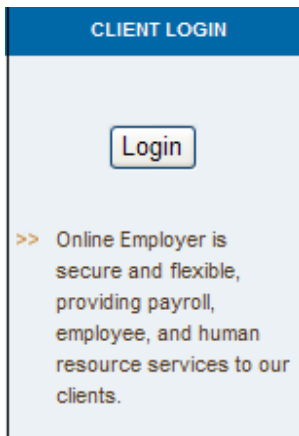 CLIENT LOGIN
Login
>> Online Employer is
secure and flexible,
providing payroll,
employee, and human
resource services to our
clients.